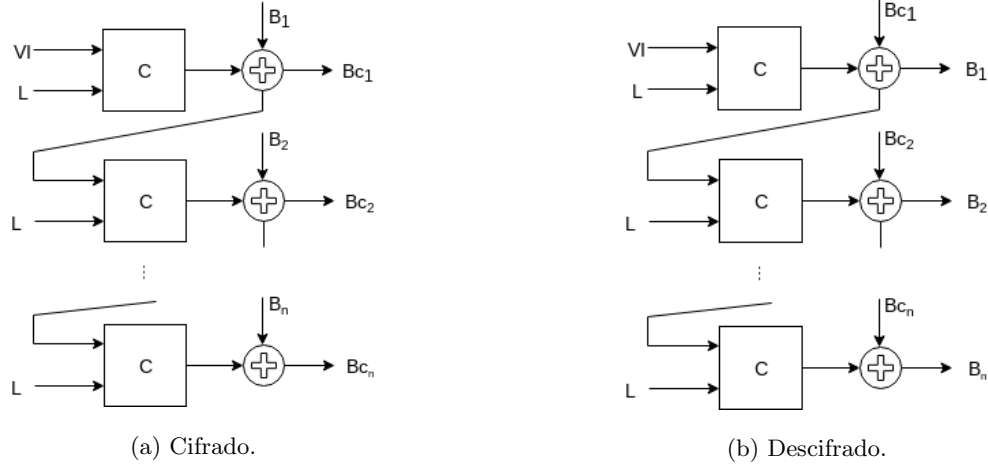 B1
VI
C
L
Bc1
B2
C
L
Bc2
Bn
C
L
Bcn
(a) Cifrado.
Bc1
VI
C
L
B1
Bc2
C
L
B2
Bcn
C
L
Bn
(b) Descifrado.